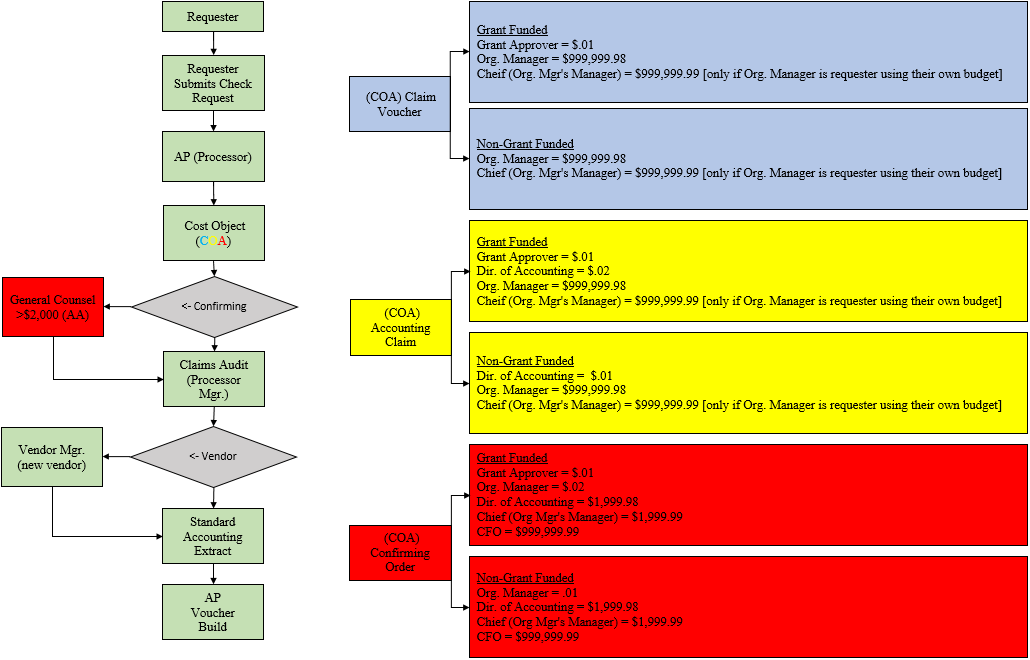 Requester
Requester
Submits Check
Request
AP (Processor)
Cost Object
(COA)
<- Confirming
General Counsel
>$2,000 (AA)
Claims Audit
(Processor
Mgr.)
<- Vendor
Vendor Mgr.
(new vendor)
Standard
Accounting
Extract
AP
Voucher
Build
(COA) Claim
Voucher
Grant Funded
Grant Approver = $.01
Org. Manager = $999,999.98
Cheif (Org. Mgr's Manager) = $999,999.99 [only if Org. Manager is requester using their own budget]
Non-Grant Funded
Org. Manager = $999,999.98
Chief (Org. Mgr's Manager) = $999,999.99 [only if Org. Manager is requester using their own budget]
(COA)
Accounting
Claim
Grant Funded
Grant Approver = $.01
Dir. of Accounting = $.02
Org. Manager = $999,999.98
Cheif (Org. Mgr's Manager) = $999,999.99 [only if Org. Manager is requester using their own budget]
Non-Grant Funded
Dir. of Accounting =  $.01
Org. Manager = $999,999.98
Cheif (Org. Mgr's Manager) = $999,999.99 [only if Org. Manager is requester using their own budget]
(COA)
Confirming
Order
Grant Funded
Grant Approver = $.01
Org. Manager = $.02
Dir. of Accounting = $1,999.98
Chief (Org Mgr's Manager) = $1,999.99
CFO = $999,999.99
Non-Grant Funded
Org. Manager = .01
Dir. of Accounting = $1,999.98
Chief (Org Mgr's Manager) = $1,999.99
CFO = $999,999.99